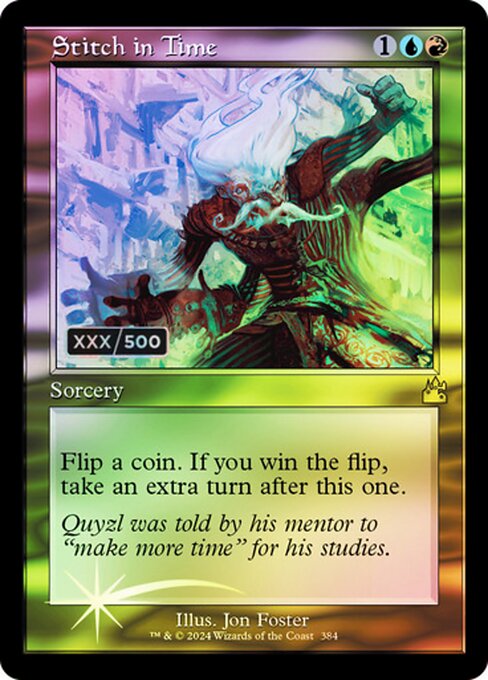 Stitch in Time 1
XXX/500
Sorcery
Flip a coin. If you win the flip,
take an extra turn after this one.
Quyzl was told by his mentor to
“make more time” for his studies.
Illus. Jon Foster
™ & © 2024 Wizards of the Coast 384